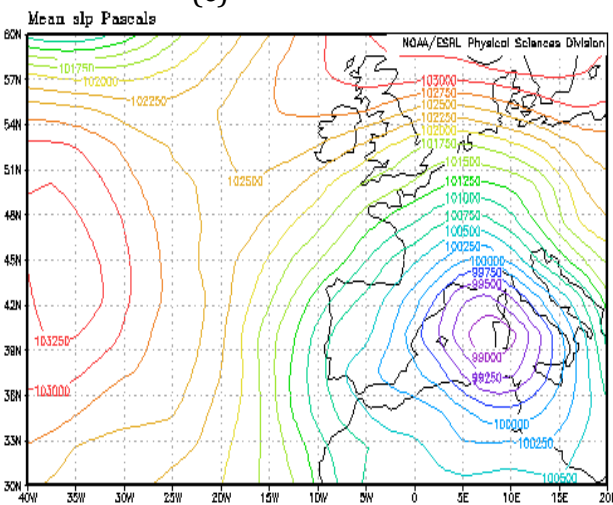 Mean slp Pascals
NOAA/ESRL Physical Sciences Division
60N
57N
54N
51N
48N
45N
42N
39N
36N
33N
30N
40W 35W 30W 25W 20W 15W 10W 5W 0 5E 10E 15E 20E
101750
102000
102250
102500
103250
103000
103000
102750
102500
102250
102000
101750
101500
101250
101000
100750
100500
100250
100000
99750
99500
99000
99250
100000
100250
100500